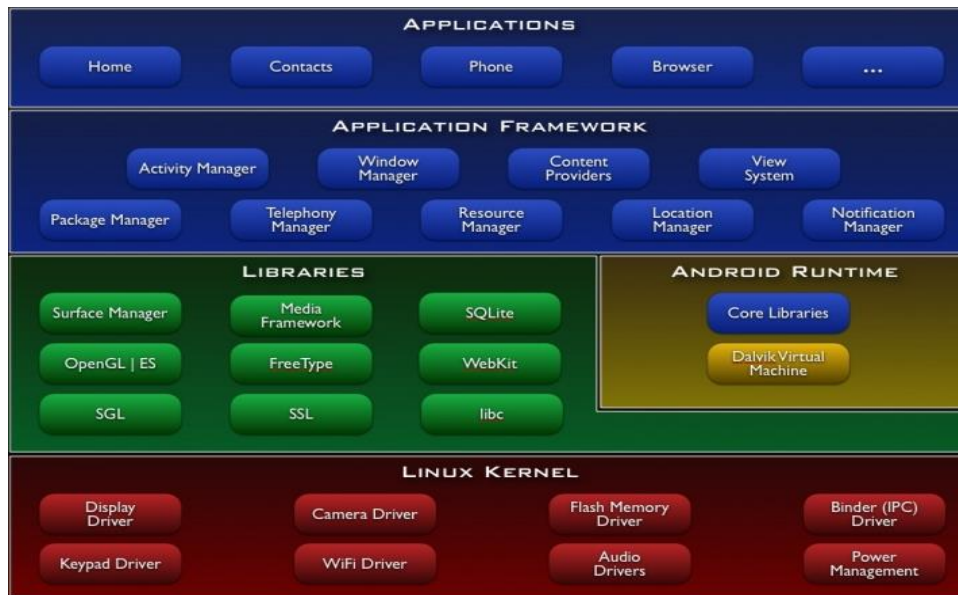 APPLICATIONS
Home
Contacts
Phone
Browser
...
APPLICATION FRAMEWORK
Activity Manager
Window
Manager
Content
Providers
View
System
Package Manager
Telephony
Manager
Resource
Manager
Location
Manager
Notification
Manager
LIBRARIES
Surface Manager
Media
Framework
SQLite
OpenGL | ES
FreeType
WebKit
SGL
SSL
libc
ANDROID RUNTIME
Core Libraries
Dalvik Virtual
Machine
LINUX KERNEL
Display
Driver
Camera Driver
Flash Memory
Driver
Binder (IPC)
Driver
Keypad Driver
WiFi Driver
Audio
Drivers
Power
Management